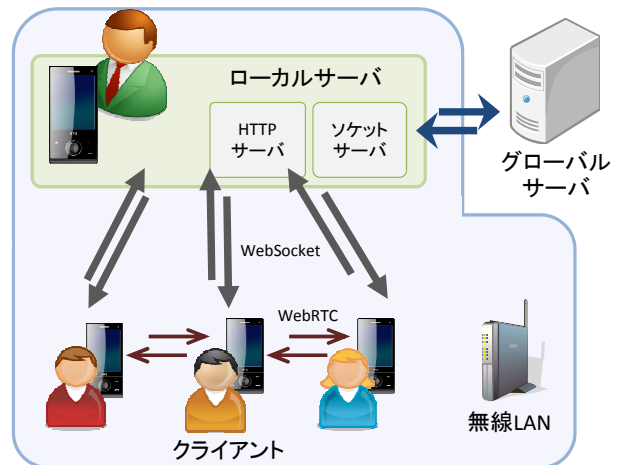 ローカルサーバ
HTTP
サーバ
ソケット
サーバ
グローバル
サーバ
WebSocket
WebRTC
クライアント
無線LAN